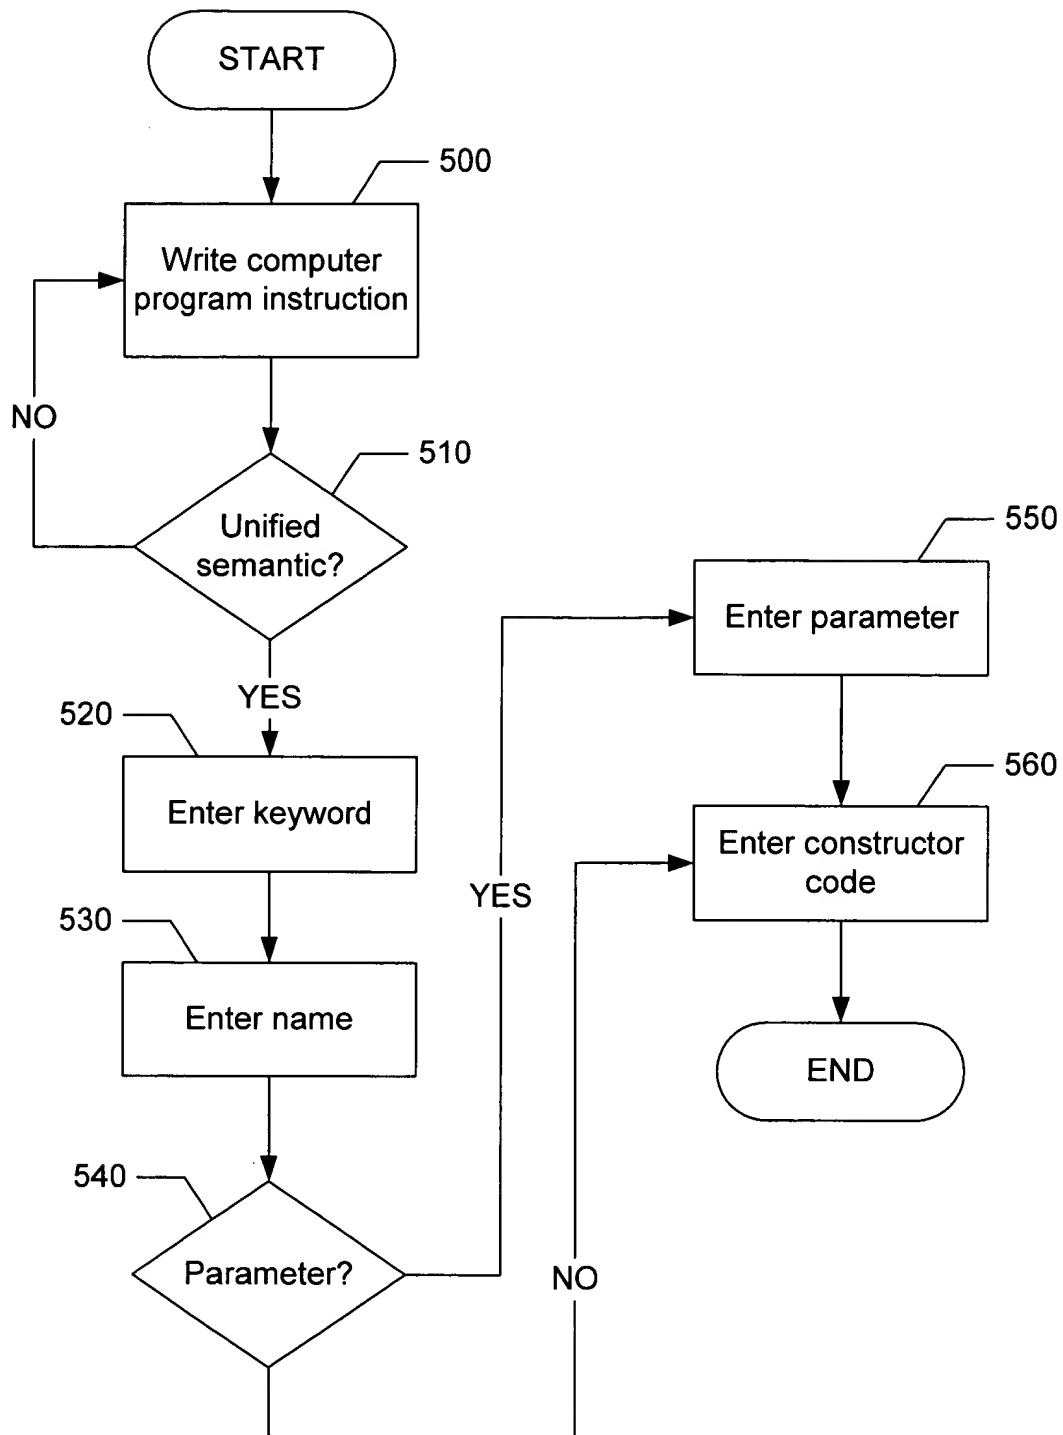 START
500
Write computer
program instruction
NO
510
Unified
semantic?
YES
520
Enter keyword
530
Enter name
540
Parameter?
YES
NO
550
Enter parameter
560
Enter constructor
code
END